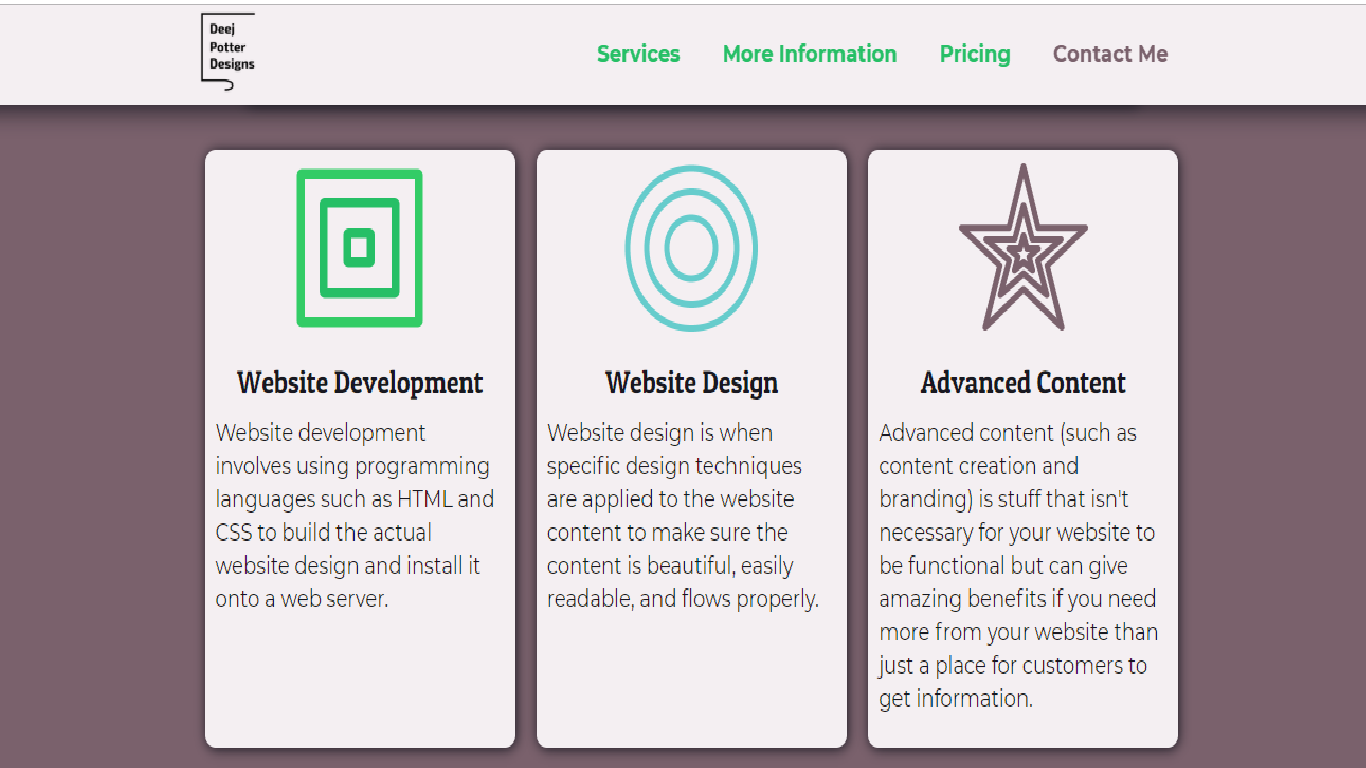 Deej
Potter
Designs
Services More Information Pricing Contact Me
Website Development
Website development
involves using programming
languages such as HTML and
CSS to build the actual
website design and install it
onto a web server.
Website Design
Website design is when
specific design techniques
are applied to the website
content to make sure the
content is beautiful, easily
readable, and flows properly.
Advanced Content
Advanced content (such as
content creation and
branding) is stuff that isn't
necessary for your website to
be functional but can give
amazing benefits if you need
more from your website than
just a place for customers to
get information.